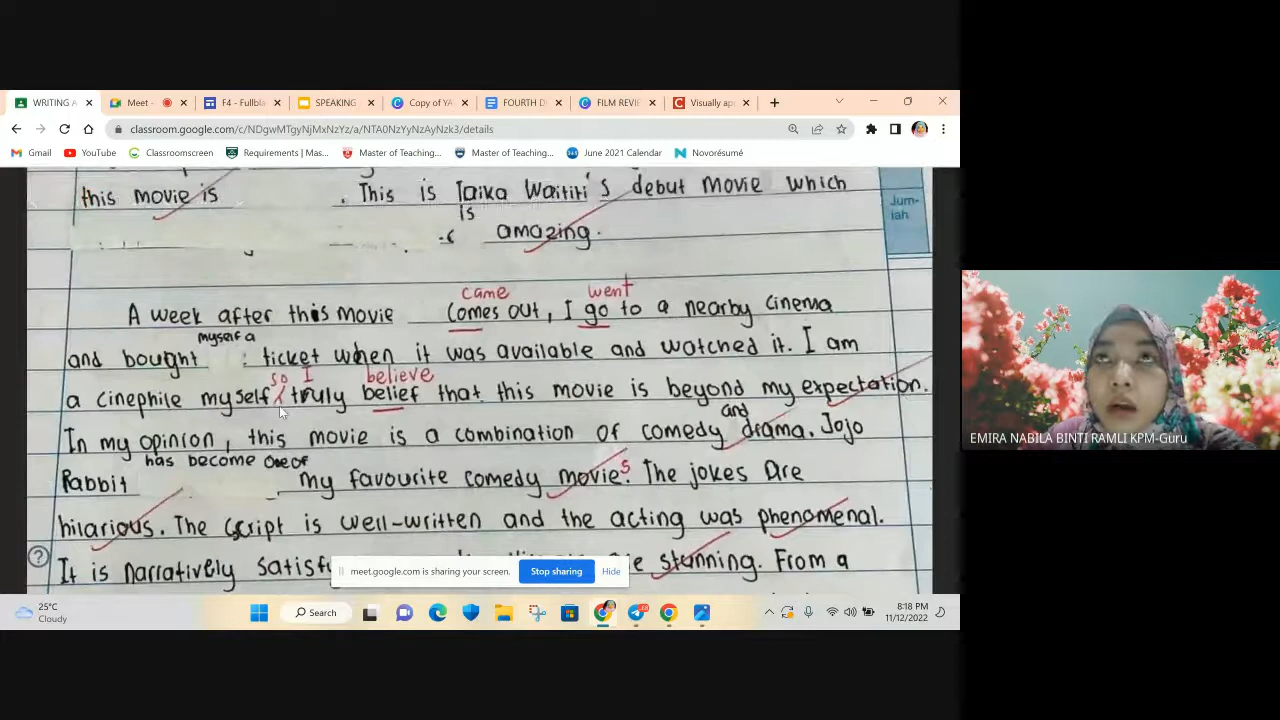 WRITING A
Meet -
F4 - Fullbla
SPEAKING
Copy of YA
FOURTH D
FILM REVIE
Visually ap
classroom.google.com/c/NDgwMTgyNjMxNzYz/a/NTA0NzYyNzAyNzk3/details
Gmail YouTube Classroomscreen Requirements | Mas... Master of Teaching... Master of Teaching... June 2021 Calendar Novorésumé
this movie is . This is Taika Waititi's debut movie which
Jum-
lah
is
amazing.
came went
A week after this movie comes out, I go to a nearby cinema
myself a
and bought ticket when it was available and watched it. I am
so I believe
a cinephile myself truly belief that this movie is beyond my expectation.
and
In my opinion, this movie is a combination of comedy drama. Jojo
has become one of
Rabbit my favourite comedy movies. The jokes are
hilarious. The script is well-written and the acting was phenomenal.
It is narratively stunning. From a
meet.google.com is sharing your screen. Stop sharing Hide
EMIRA NABILA BINTI RAMLI KPM-Guru
25°C
Cloudy
Search
8:18 PM
11/12/2022